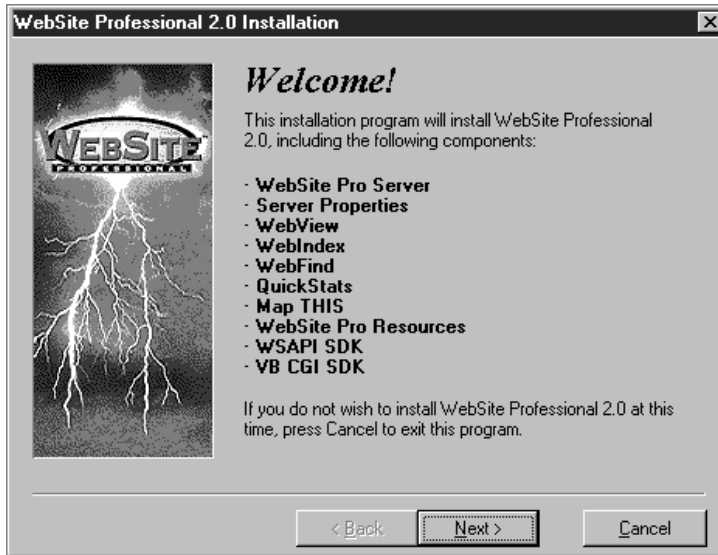 WebSite Professional 2.0 Installation
WEBSITE™
PROFESSIONAL
Welcome!
This installation program will install WebSite Professional
2.0, including the following components:
· WebSite Pro Server
· Server Properties
· WebView
· WebIndex
· WebFind
· QuickStats
· Map THIS
· WebSite Pro Resources
· WSAPI SDK
· VB CGI SDK
If you do not wish to install WebSite Professional 2.0 at this
time, press Cancel to exit this program.
< Back
Next >
Cancel